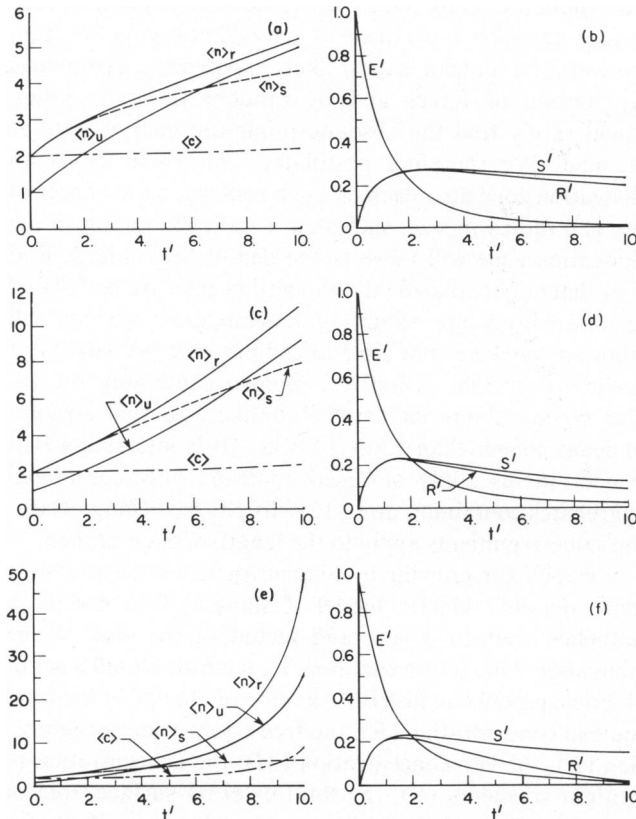 6
5
4
3
2
1
0
(a)
<n>r
<n>s
<n>u
<c>
0. 2. 4. 6. 8. 10.
t'
1.0
0.8
0.6
0.4
0.2
0
(b)
E'
S'
R'
0. 2. 4. 6. 8. 10.
t'
12
10
8
6
4
2
0
(c)
<n>r
<n>s
<n>u
<c>
0. 2. 4. 6. 8. 10.
t'
1.0
0.8
0.6
0.4
0.2
0
(d)
E'
S'
R'
0. 2. 4. 6. 8. 10.
t'
50
40
30
20
10
0
(e)
<n>r
<n>u
<n>s
<c>
0. 2. 4. 6. 8. 10.
t'
1.0
0.8
0.6
0.4
0.2
0
(f)
E'
S'
R'
0. 2. 4. 6. 8. 10
t'